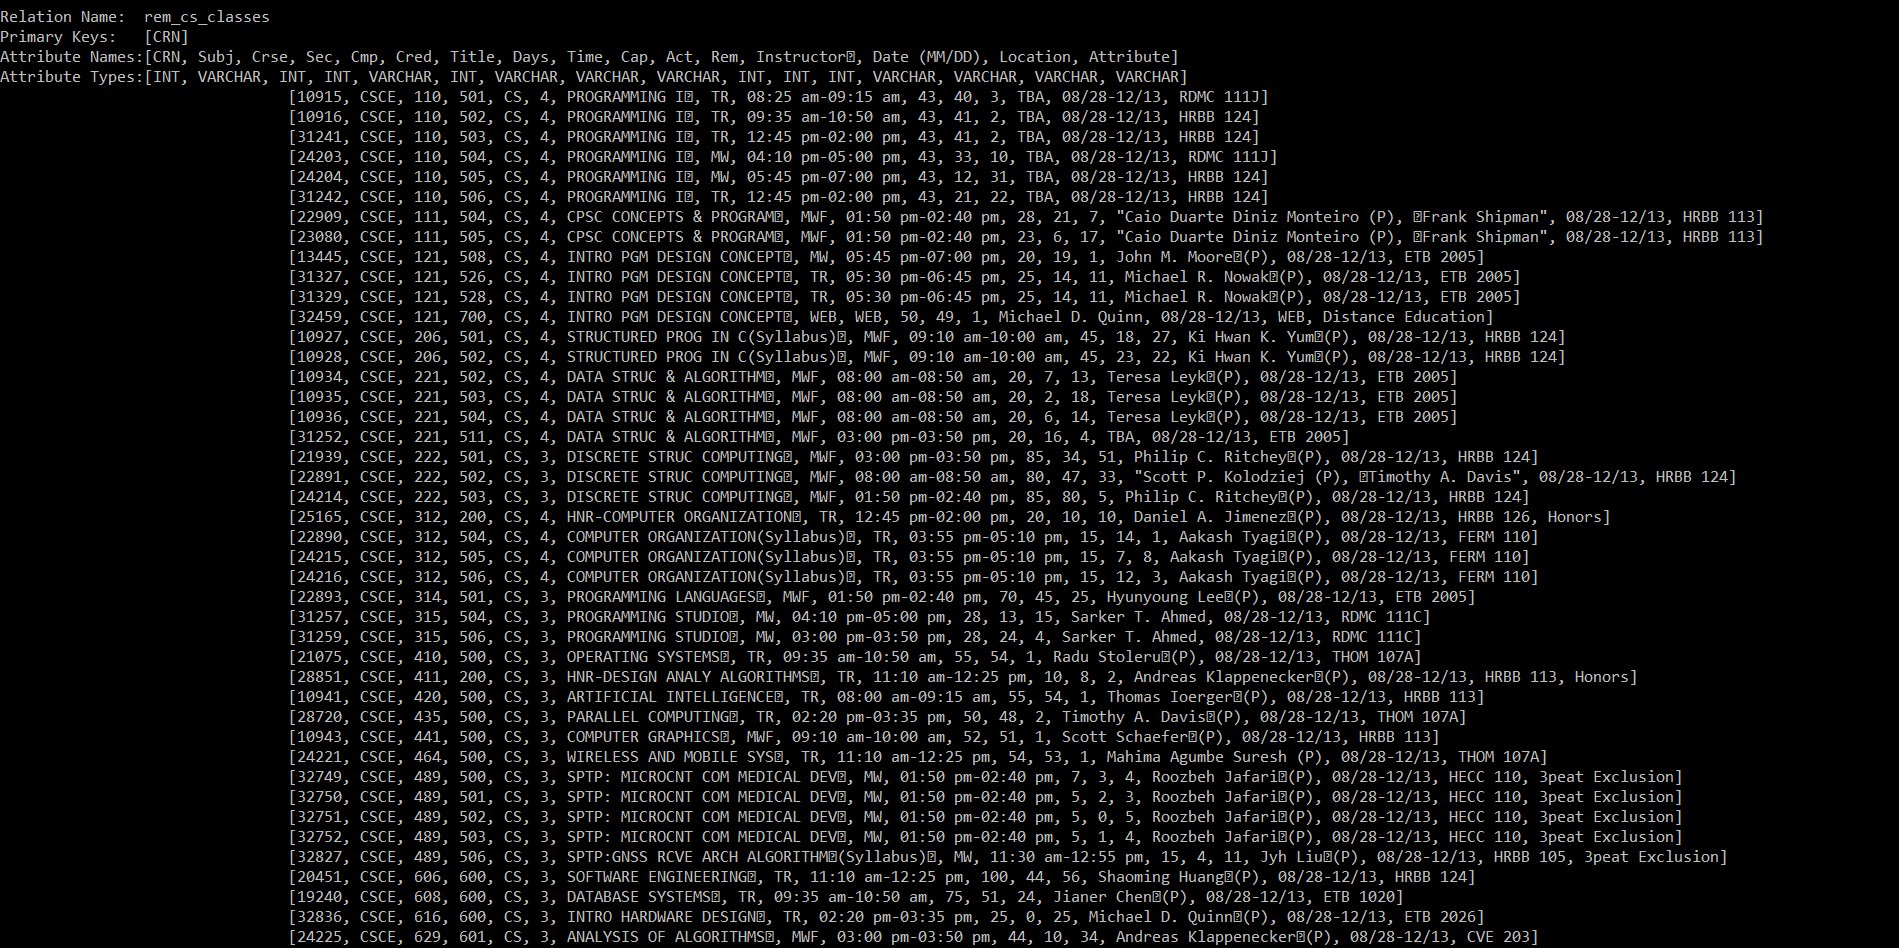 Relation Name:  rem_cs_classes
Primary Keys:   [CRN]
Attribute Names:[CRN, Subj, Crse, Sec, Cmp, Cred, Title, Days, Time, Cap, Act, Rem, Instructor⍰, Date (MM/DD), Location, Attribute]
Attribute Types:[INT, VARCHAR, INT, INT, VARCHAR, INT, VARCHAR, VARCHAR, VARCHAR, INT, INT, INT, VARCHAR, VARCHAR, VARCHAR, VARCHAR]
[10915, CSCE, 110, 501, CS, 4, PROGRAMMING I⍰, TR, 08:25 am-09:15 am, 43, 40, 3, TBA, 08/28-12/13, RDMC 111J]
[10916, CSCE, 110, 502, CS, 4, PROGRAMMING I⍰, TR, 09:35 am-10:50 am, 43, 41, 2, TBA, 08/28-12/13, HRBB 124]
[31241, CSCE, 110, 503, CS, 4, PROGRAMMING I⍰, TR, 12:45 pm-02:00 pm, 43, 41, 2, TBA, 08/28-12/13, HRBB 124]
[24203, CSCE, 110, 504, CS, 4, PROGRAMMING I⍰, MW, 04:10 pm-05:00 pm, 43, 33, 10, TBA, 08/28-12/13, RDMC 111J]
[24204, CSCE, 110, 505, CS, 4, PROGRAMMING I⍰, MW, 05:45 pm-07:00 pm, 43, 12, 31, TBA, 08/28-12/13, HRBB 124]
[31242, CSCE, 110, 506, CS, 4, PROGRAMMING I⍰, TR, 12:45 pm-02:00 pm, 43, 21, 22, TBA, 08/28-12/13, HRBB 124]
[22909, CSCE, 111, 504, CS, 4, CPSC CONCEPTS & PROGRAM⍰, MWF, 01:50 pm-02:40 pm, 28, 21, 7, "Caio Duarte Diniz Monteiro (P), ⍰Frank Shipman", 08/28-12/13, HRBB 113]
[23080, CSCE, 111, 505, CS, 4, CPSC CONCEPTS & PROGRAM⍰, MWF, 01:50 pm-02:40 pm, 23, 6, 17, "Caio Duarte Diniz Monteiro (P), ⍰Frank Shipman", 08/28-12/13, HRBB 113]
[13445, CSCE, 121, 508, CS, 4, INTRO PGM DESIGN CONCEPT⍰, MW, 05:45 pm-07:00 pm, 20, 19, 1, John M. Moore⍰(P), 08/28-12/13, ETB 2005]
[31327, CSCE, 121, 526, CS, 4, INTRO PGM DESIGN CONCEPT⍰, TR, 05:30 pm-06:45 pm, 25, 14, 11, Michael R. Nowak⍰(P), 08/28-12/13, ETB 2005]
[31329, CSCE, 121, 528, CS, 4, INTRO PGM DESIGN CONCEPT⍰, TR, 05:30 pm-06:45 pm, 25, 14, 11, Michael R. Nowak⍰(P), 08/28-12/13, ETB 2005]
[32459, CSCE, 121, 700, CS, 4, INTRO PGM DESIGN CONCEPT⍰, WEB, WEB, 50, 49, 1, Michael D. Quinn, 08/28-12/13, WEB, Distance Education]
[10927, CSCE, 206, 501, CS, 4, STRUCTURED PROG IN C(Syllabus)⍰, MWF, 09:10 am-10:00 am, 45, 18, 27, Ki Hwan K. Yum⍰(P), 08/28-12/13, HRBB 124]
[10928, CSCE, 206, 502, CS, 4, STRUCTURED PROG IN C(Syllabus)⍰, MWF, 09:10 am-10:00 am, 45, 23, 22, Ki Hwan K. Yum⍰(P), 08/28-12/13, HRBB 124]
[10934, CSCE, 221, 502, CS, 4, DATA STRUC & ALGORITHM⍰, MWF, 08:00 am-08:50 am, 20, 7, 13, Teresa Leyk⍰(P), 08/28-12/13, ETB 2005]
[10935, CSCE, 221, 503, CS, 4, DATA STRUC & ALGORITHM⍰, MWF, 08:00 am-08:50 am, 20, 2, 18, Teresa Leyk⍰(P), 08/28-12/13, ETB 2005]
[10936, CSCE, 221, 504, CS, 4, DATA STRUC & ALGORITHM⍰, MWF, 08:00 am-08:50 am, 20, 6, 14, Teresa Leyk⍰(P), 08/28-12/13, ETB 2005]
[31252, CSCE, 221, 511, CS, 4, DATA STRUC & ALGORITHM⍰, MWF, 03:00 pm-03:50 pm, 20, 16, 4, TBA, 08/28-12/13, ETB 2005]
[21939, CSCE, 222, 501, CS, 3, DISCRETE STRUC COMPUTING⍰, MWF, 03:00 pm-03:50 pm, 85, 34, 51, Philip C. Ritchey⍰(P), 08/28-12/13, HRBB 124]
[22891, CSCE, 222, 502, CS, 3, DISCRETE STRUC COMPUTING⍰, MWF, 08:00 am-08:50 am, 80, 47, 33, "Scott P. Kolodziej (P), ⍰Timothy A. Davis", 08/28-12/13, HRBB 124]
[24214, CSCE, 222, 503, CS, 3, DISCRETE STRUC COMPUTING⍰, MWF, 01:50 pm-02:40 pm, 85, 80, 5, Philip C. Ritchey⍰(P), 08/28-12/13, HRBB 124]
[25165, CSCE, 312, 200, CS, 4, HNR-COMPUTER ORGANIZATION⍰, TR, 12:45 pm-02:00 pm, 20, 10, 10, Daniel A. Jimenez⍰(P), 08/28-12/13, HRBB 126, Honors]
[22890, CSCE, 312, 504, CS, 4, COMPUTER ORGANIZATION(Syllabus)⍰, TR, 03:55 pm-05:10 pm, 15, 14, 1, Aakash Tyagi⍰(P), 08/28-12/13, FERM 110]
[24215, CSCE, 312, 505, CS, 4, COMPUTER ORGANIZATION(Syllabus)⍰, TR, 03:55 pm-05:10 pm, 15, 7, 8, Aakash Tyagi⍰(P), 08/28-12/13, FERM 110]
[24216, CSCE, 312, 506, CS, 4, COMPUTER ORGANIZATION(Syllabus)⍰, TR, 03:55 pm-05:10 pm, 15, 12, 3, Aakash Tyagi⍰(P), 08/28-12/13, FERM 110]
[22893, CSCE, 314, 501, CS, 3, PROGRAMMING LANGUAGES⍰, MWF, 01:50 pm-02:40 pm, 70, 45, 25, Hyunyoung Lee⍰(P), 08/28-12/13, ETB 2005]
[31257, CSCE, 315, 504, CS, 3, PROGRAMMING STUDIO⍰, MW, 04:10 pm-05:00 pm, 28, 13, 15, Sarker T. Ahmed, 08/28-12/13, RDMC 111C]
[31259, CSCE, 315, 506, CS, 3, PROGRAMMING STUDIO⍰, MW, 03:00 pm-03:50 pm, 28, 24, 4, Sarker T. Ahmed, 08/28-12/13, RDMC 111C]
[21075, CSCE, 410, 500, CS, 3, OPERATING SYSTEMS⍰, TR, 09:35 am-10:50 am, 55, 54, 1, Radu Stoleru⍰(P), 08/28-12/13, THOM 107A]
[28851, CSCE, 411, 200, CS, 3, HNR-DESIGN ANALY ALGORITHMS⍰, TR, 11:10 am-12:25 pm, 10, 8, 2, Andreas Klappenecker⍰(P), 08/28-12/13, HRBB 113, Honors]
[10941, CSCE, 420, 500, CS, 3, ARTIFICIAL INTELLIGENCE⍰, TR, 08:00 am-09:15 am, 55, 54, 1, Thomas Ioerger⍰(P), 08/28-12/13, HRBB 113]
[28720, CSCE, 435, 500, CS, 3, PARALLEL COMPUTING⍰, TR, 02:20 pm-03:35 pm, 50, 48, 2, Timothy A. Davis⍰(P), 08/28-12/13, THOM 107A]
[10943, CSCE, 441, 500, CS, 3, COMPUTER GRAPHICS⍰, MWF, 09:10 am-10:00 am, 52, 51, 1, Scott Schaefer⍰(P), 08/28-12/13, HRBB 113]
[24221, CSCE, 464, 500, CS, 3, WIRELESS AND MOBILE SYS⍰, TR, 11:10 am-12:25 pm, 54, 53, 1, Mahima Agumbe Suresh (P), 08/28-12/13, THOM 107A]
[32749, CSCE, 489, 500, CS, 3, SPTP: MICROCNT COM MEDICAL DEV⍰, MW, 01:50 pm-02:40 pm, 7, 3, 4, Roozbeh Jafari⍰(P), 08/28-12/13, HECC 110, 3peat Exclusion]
[32750, CSCE, 489, 501, CS, 3, SPTP: MICROCNT COM MEDICAL DEV⍰, MW, 01:50 pm-02:40 pm, 5, 2, 3, Roozbeh Jafari⍰(P), 08/28-12/13, HECC 110, 3peat Exclusion]
[32751, CSCE, 489, 502, CS, 3, SPTP: MICROCNT COM MEDICAL DEV⍰, MW, 01:50 pm-02:40 pm, 5, 0, 5, Roozbeh Jafari⍰(P), 08/28-12/13, HECC 110, 3peat Exclusion]
[32752, CSCE, 489, 503, CS, 3, SPTP: MICROCNT COM MEDICAL DEV⍰, MW, 01:50 pm-02:40 pm, 5, 1, 4, Roozbeh Jafari⍰(P), 08/28-12/13, HECC 110, 3peat Exclusion]
[32827, CSCE, 489, 506, CS, 3, SPTP:GNSS RCVE ARCH ALGORITHM⍰(Syllabus)⍰, MW, 11:30 am-12:55 pm, 15, 4, 11, Jyh Liu⍰(P), 08/28-12/13, HRBB 105, 3peat Exclusion]
[20451, CSCE, 606, 600, CS, 3, SOFTWARE ENGINEERING⍰, TR, 11:10 am-12:25 pm, 100, 44, 56, Shaoming Huang⍰(P), 08/28-12/13, HRBB 124]
[19240, CSCE, 608, 600, CS, 3, DATABASE SYSTEMS⍰, TR, 09:35 am-10:50 am, 75, 51, 24, Jianer Chen⍰(P), 08/28-12/13, ETB 1020]
[32836, CSCE, 616, 600, CS, 3, INTRO HARDWARE DESIGN⍰, TR, 02:20 pm-03:35 pm, 25, 0, 25, Michael D. Quinn⍰(P), 08/28-12/13, ETB 2026]
[24225, CSCE, 629, 601, CS, 3, ANALYSIS OF ALGORITHMS⍰, MWF, 03:00 pm-03:50 pm, 44, 10, 34, Andreas Klappenecker⍰(P), 08/28-12/13, CVE 203]